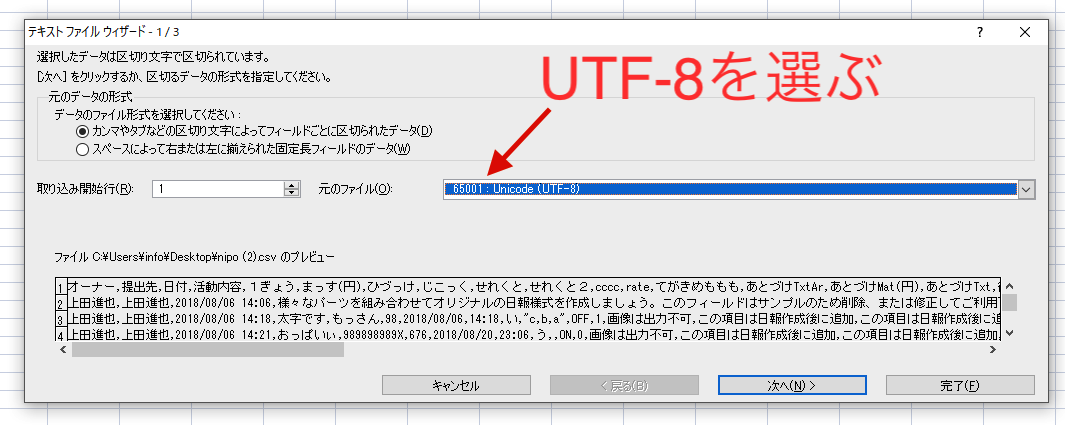 テキスト ファイル ウィザード - 1 / 3
選択したデータは区切り文字で区切られています。
[次へ] をクリックするか、区切るデータの形式を指定してください。
UTF-8を選ぶ
元のデータの形式
データのファイル形式を選択してください:
カンマやタブなどの区切り文字によってフィールドごとに区切られたデータ(D)
スペースによって右または左に揃えられた固定長フィールドのデータ(W)
取り込み開始行(R): 1 元のファイル(O): 65001 : Unicode (UTF-8)
ファイル C:¥Users¥info¥Desktop¥nipo (2).csv のプレビュー
1 オーナー,提出先,日付,活動内容,1ぎょう,まっす(円),ひづっけ,じこっく,せれくと,せれくと2,cccc,rate,てがきめももも,あとづけTxtAr,あとづけMat(円),あとづけTxt,
2 上田進也,上田進也,2018/08/06 14:06,様々なパーツを組み合わせてオリジナルの日報様式を作成しましょう。このフィールドはサンプルのため削除、または修正してご利用
3 上田進也,上田進也,2018/08/06 14:18,太字です,もっさん,98,2018/08/06,14:18,い,"c,b,a",OFF,1,画像は出力不可,この項目は日報作成後に追加,この項目は日報作成後に追
4 上田進也,上田進也,2018/08/06 14:21,おっぱいい,989898989X,676,2018/08/20,23:06,う,,ON,0,画像は出力不可,この項目は日報作成後に追加,この項目は日報作成後に追
キャンセル < 戻る(B) 次へ(N) > 完了(F)